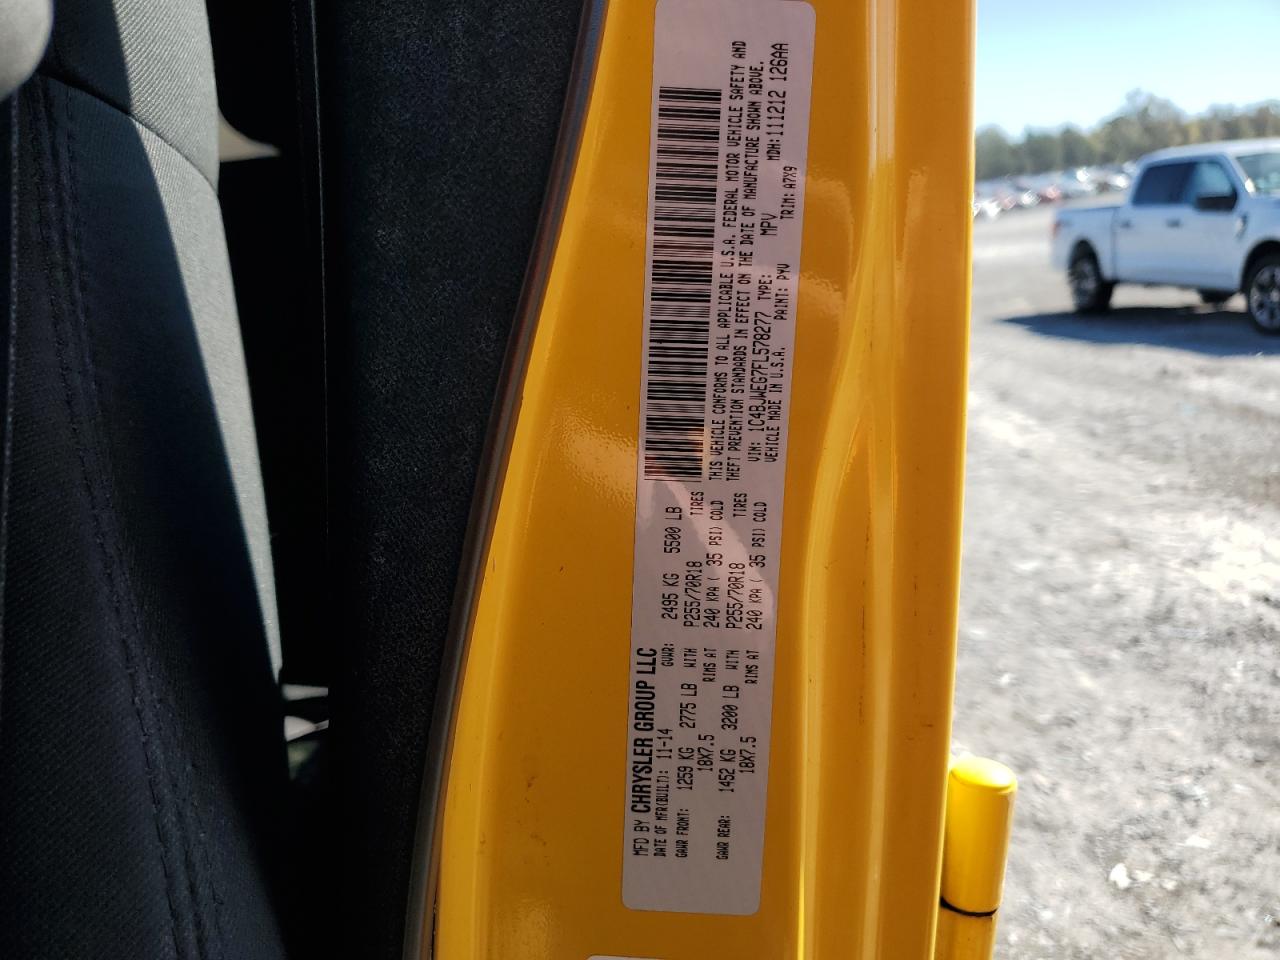 MFD BY CHRYSLER GROUP LLC
DATE OF MFR(BUILT): 11-14 GVWR: 2495 KG 5500 LB
GAWR FRONT: 1259 KG 2775 LB WITH P255/70R18 TIRES
18X7.5 RIMS AT 240 KPA ( 35 PSI) COLD
GAWR REAR: 1452 KG 3200 LB WITH P255/70R18 TIRES
18X7.5 RIMS AT 240 KPA ( 35 PSI) COLD
THIS VEHICLE CONFORMS TO ALL APPLICABLE U.S.A. FEDERAL MOTOR VEHICLE SAFETY AND
THEFT PREVENTION STANDARDS IN EFFECT ON THE DATE OF MANUFACTURE SHOWN ABOVE.
VIN: 1C4BJWEG7FL578277 TYPE: MPV MDH:111212 126AA
VEHICLE MADE IN U.S.A. PAINT: PYV TRIM: A7X9